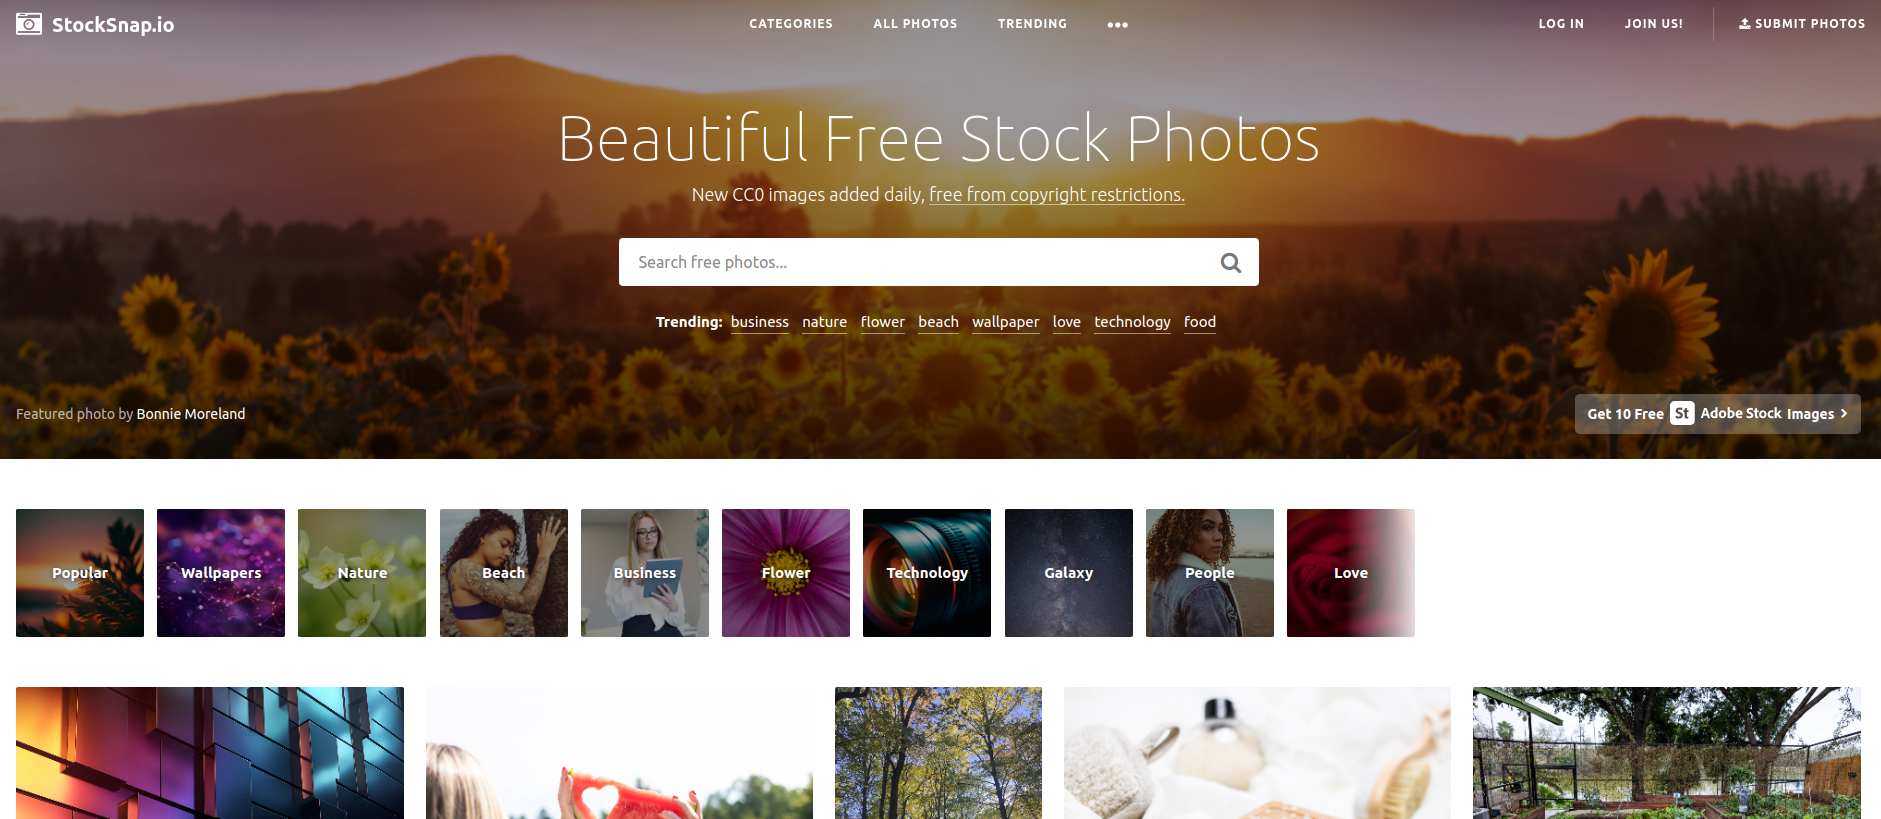 StockSnap.io
CATEGORIES ALL PHOTOS TRENDING •••
LOG IN JOIN US! SUBMIT PHOTOS
Beautiful Free Stock Photos
New CC0 images added daily, free from copyright restrictions.
Search free photos...
Trending: business nature flower beach wallpaper love technology food
Featured photo by Bonnie Moreland
Get 10 Free St Adobe Stock Images >
Popular Wallpapers Nature Beach Business Flower Technology Galaxy People Love